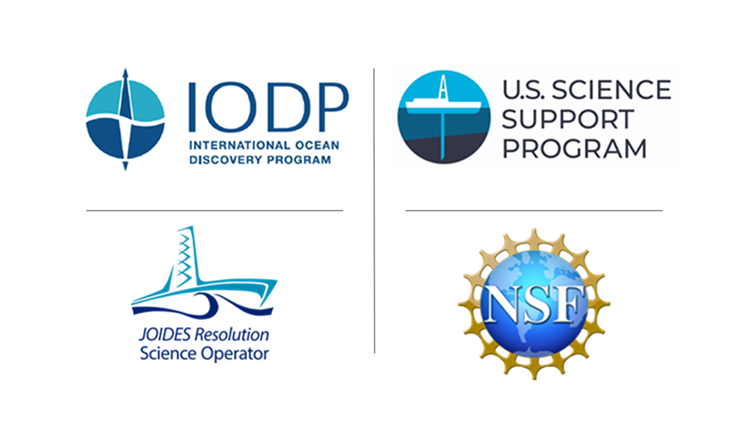 IODP
INTERNATIONAL OCEAN
DISCOVERY PROGRAM
U.S. SCIENCE
SUPPORT
PROGRAM
JOIDES Resolution
Science Operator
NSF